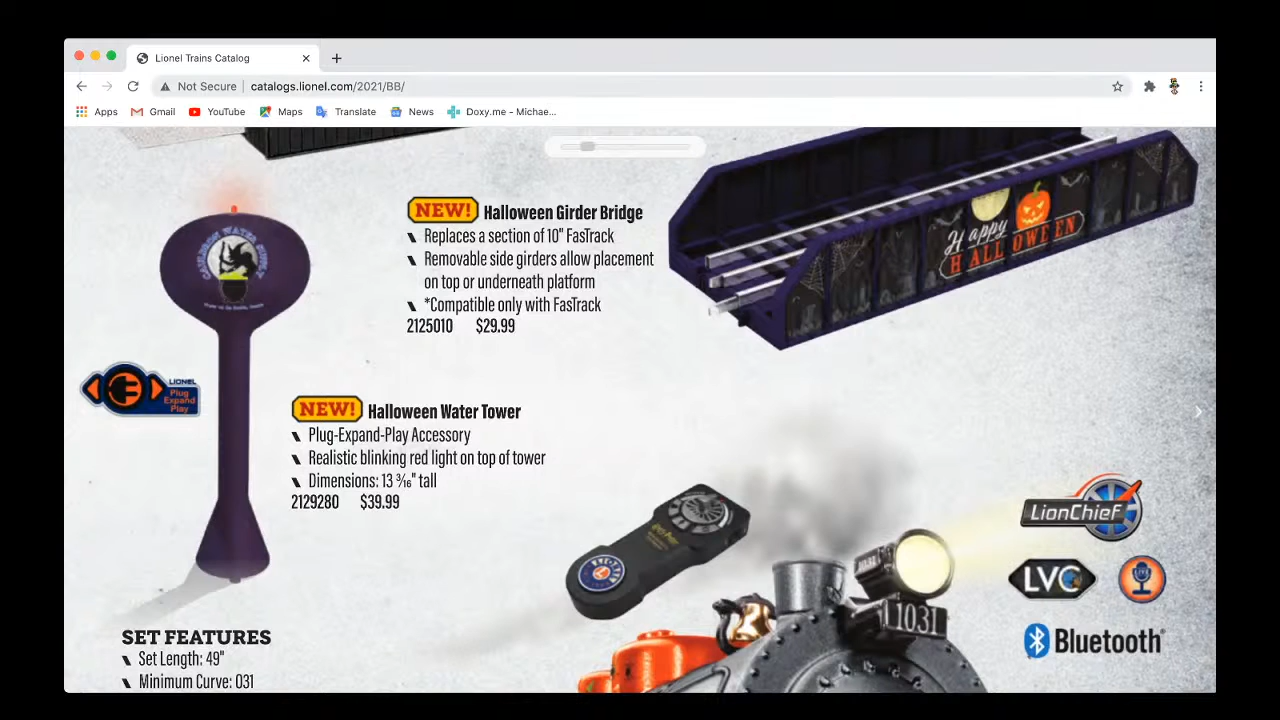 Lionel Trains Catalog
Not Secure
catalogs.lionel.com/2021/BB/
Apps
Gmail
YouTube
Maps
Translate
News
Doxy.me - Michae...
NEW! Halloween Girder Bridge
Replaces a section of 10" FasTrack
Removable side girders allow placement
on top or underneath platform
*Compatible only with FasTrack
2125010 $29.99
Happy
HALLOWEEN
LIONEL
Plug
Expand
Play
NEW! Halloween Water Tower
Plug-Expand-Play Accessory
Realistic blinking red light on top of tower
Dimensions: 13 3/16" tall
2129280 $39.99
LionChief
LVC
LIVE
Bluetooth®
1031
SET FEATURES
Set Length: 49"
Minimum Curve: O31